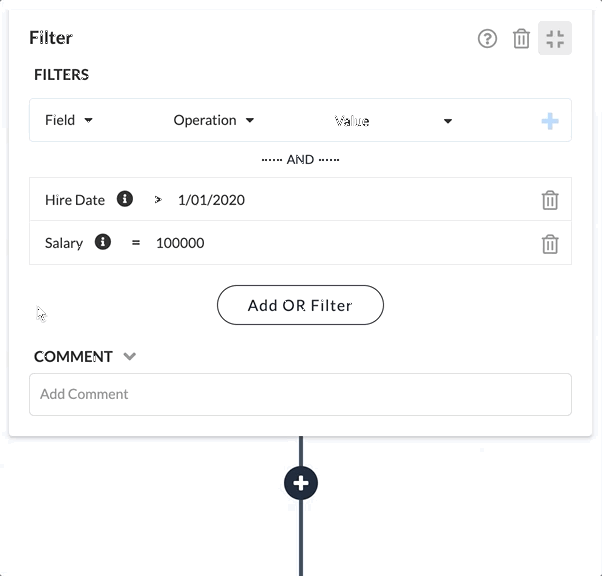 Filter
FILTERS
Field Operation Value
AND
Hire Date > 1/01/2020
Salary = 100000
Add OR Filter
COMMENT
Add Comment